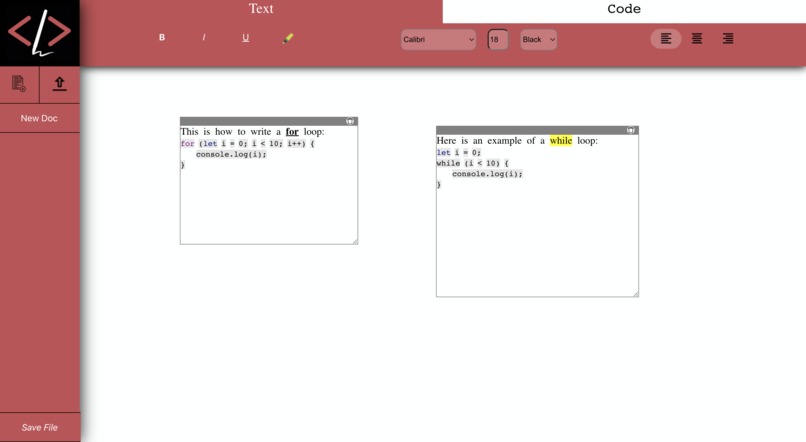 Text
Code
</>
B I U
Calibri 18 Black
New Doc
This is how to write a for loop:
for (let i = 0; i < 10; i++) {
    console.log(i);
}
Here is an example of a while loop:
let i = 0;
while (i < 10) {
    console.log(i);
}
Save File